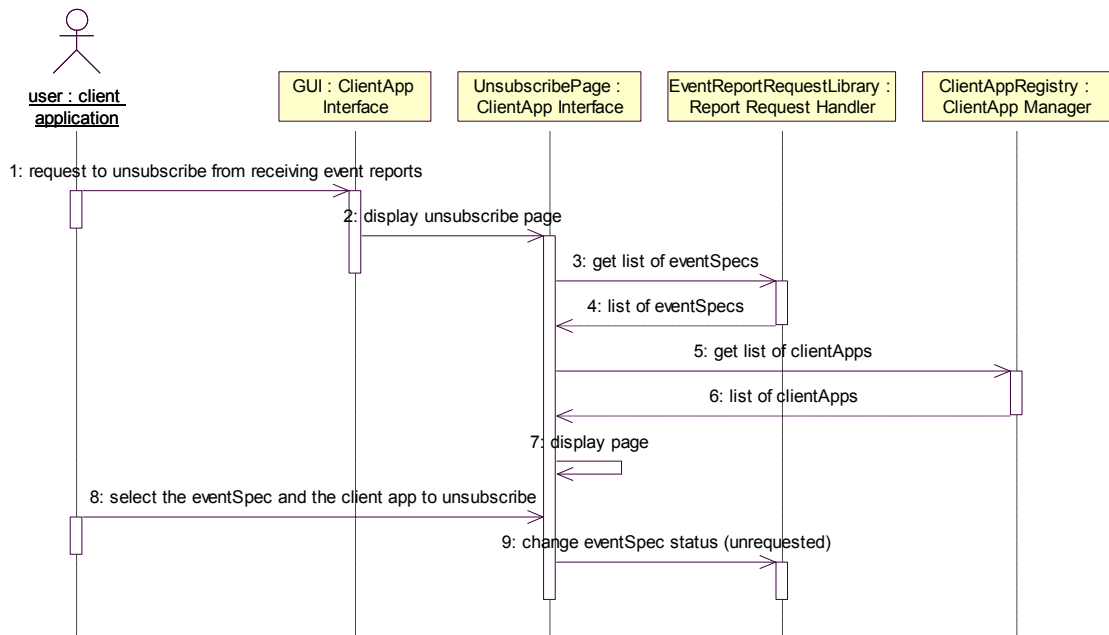 user : client
application
GUI : ClientApp
Interface
UnsubscribePage :
ClientApp Interface
EventReportRequestLibrary :
Report Request Handler
ClientAppRegistry :
ClientApp Manager
1: request to unsubscribe from receiving event reports
2: display unsubscribe page
3: get list of eventSpecs
4: list of eventSpecs
5: get list of clientApps
6: list of clientApps
7: display page
8: select the eventSpec and the client app to unsubscribe
9: change eventSpec status (unrequested)